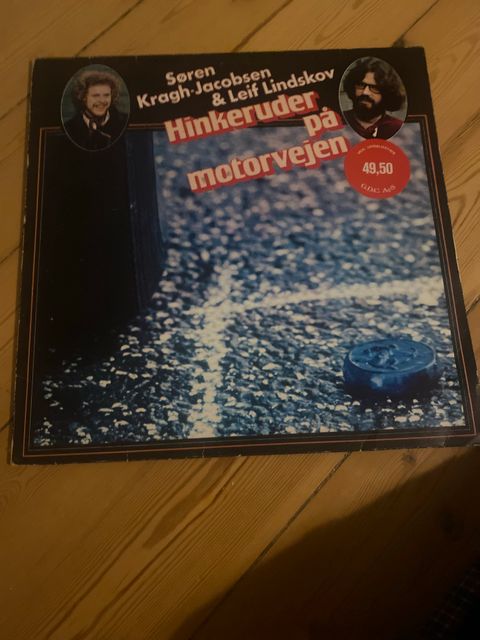 Søren
Kragh-Jacobsen
& Leif Lindskov
Hinkeruder
på
motorvejen
49,50